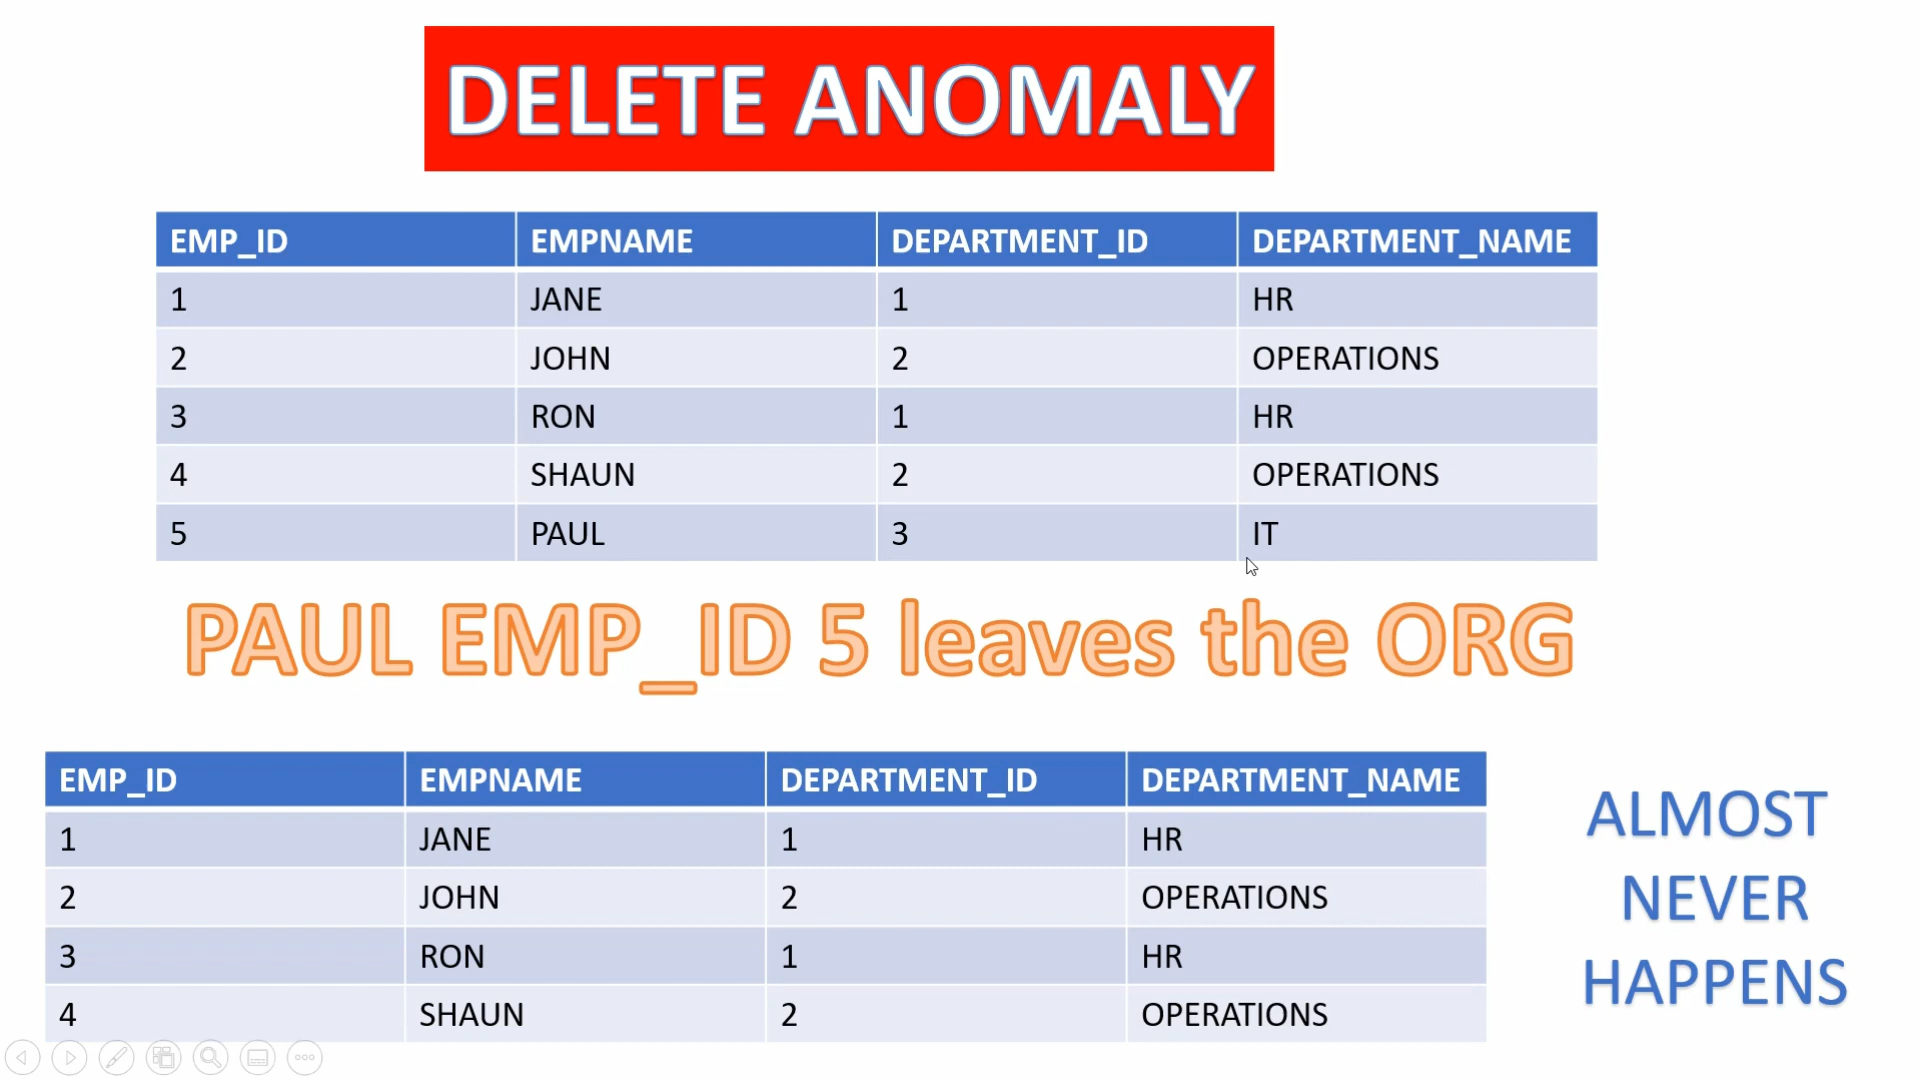 DELETE ANOMALY
EMP_ID EMPNAME DEPARTMENT_ID DEPARTMENT_NAME
1 JANE 1 HR
2 JOHN 2 OPERATIONS
3 RON 1 HR
4 SHAUN 2 OPERATIONS
5 PAUL 3 IT
PAUL EMP_ID 5 leaves the ORG
EMP_ID EMPNAME DEPARTMENT_ID DEPARTMENT_NAME
1 JANE 1 HR
2 JOHN 2 OPERATIONS
3 RON 1 HR
4 SHAUN 2 OPERATIONS
ALMOST
NEVER
HAPPENS